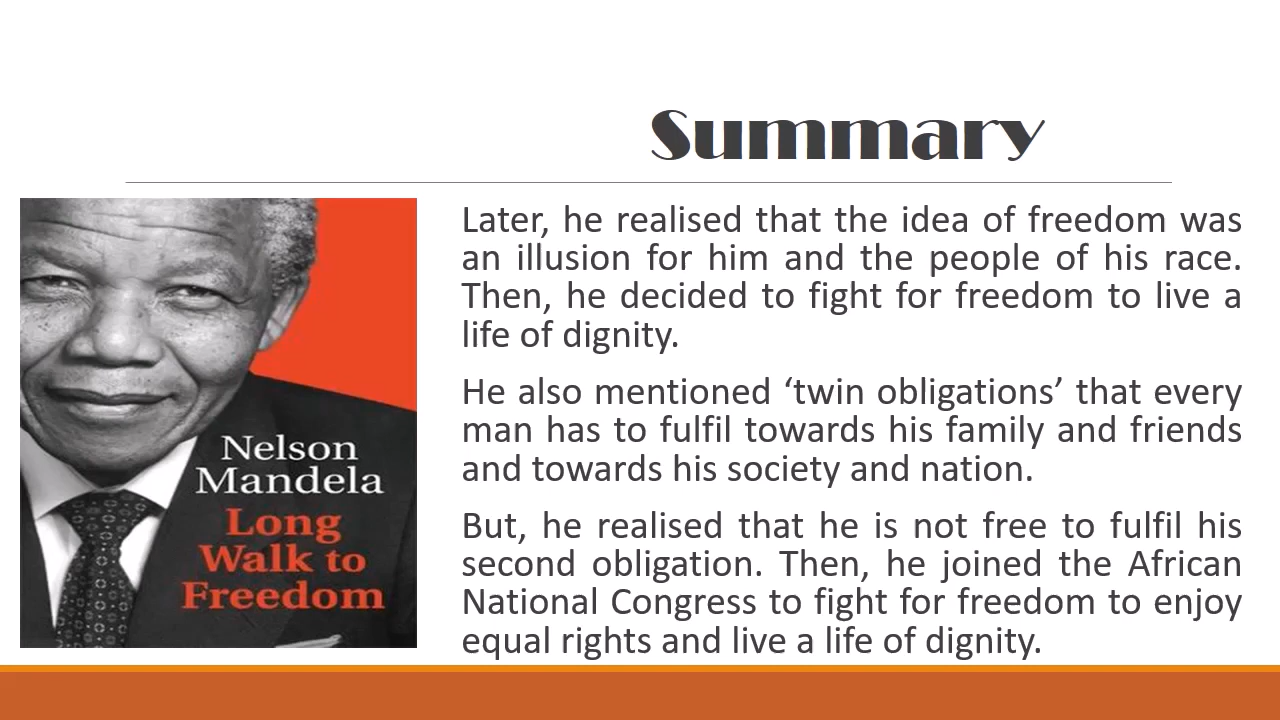 Summary
Later, he realised that the idea of freedom was
an illusion for him and the people of his race.
Then, he decided to fight for freedom to live a
life of dignity.
He also mentioned ‘twin obligations’ that every
man has to fulfil towards his family and friends
and towards his society and nation.
But, he realised that he is not free to fulfil his
second obligation. Then, he joined the African
National Congress to fight for freedom to enjoy
equal rights and live a life of dignity.
Nelson
Mandela
Long
Walk to
Freedom